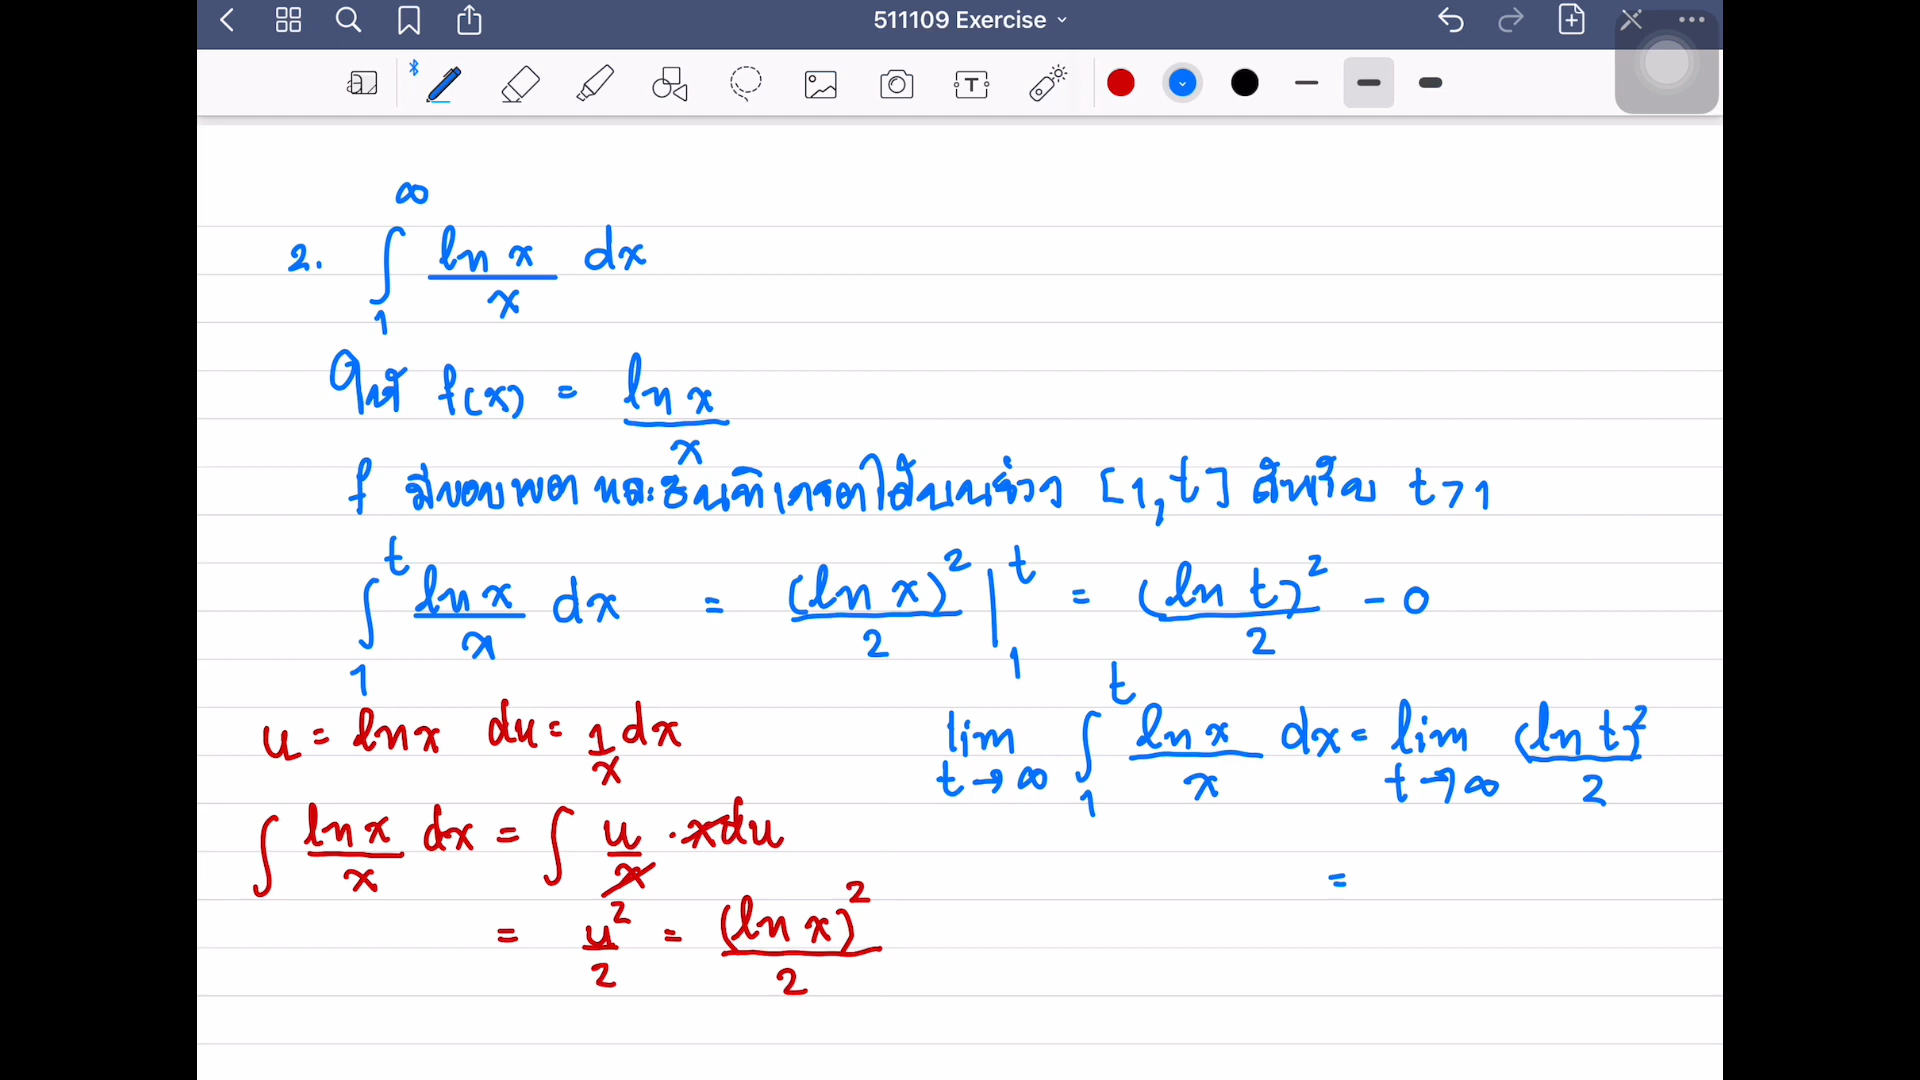 511109 Exercise
2. ∫₁^∞ (ln x)/x dx
ให้ f(x) = (ln x)/x
f มีขอบเขต และอินทิเกรตได้บนช่วง [1,t] สำหรับ t>1
∫₁^t (ln x)/x dx = (ln x)²/2 |₁^t = (ln t)²/2 - 0
u = ln x du = 1/x dx
lim t→∞ ∫₁^t (ln x)/x dx = lim t→∞ (ln t)²/2
∫ (ln x)/x dx = ∫ u/x · x du
=
= u²/2 = (ln x)²/2